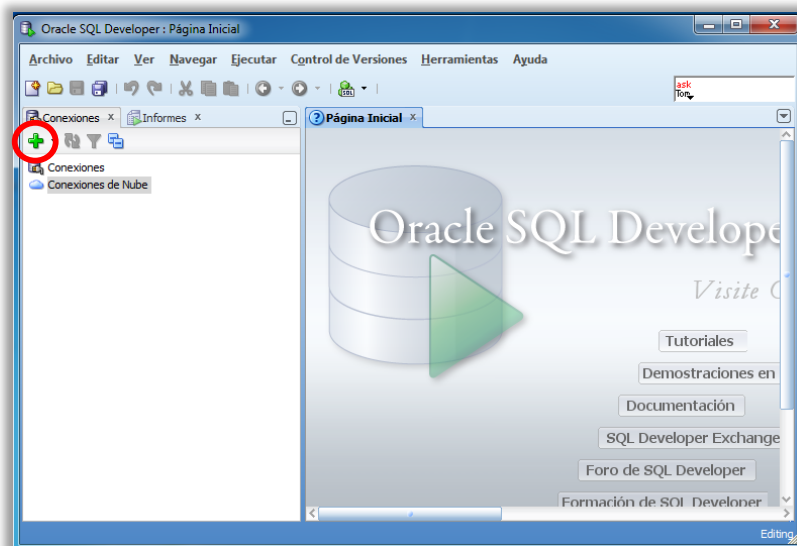 Oracle SQL Developer : Página Inicial
Archivo Editar Ver Navegar Ejecutar Control de Versiones Herramientas Ayuda
SQL
ask
Tom
Conexiones x Informes x
Página Inicial x
Conexiones
Conexiones de Nube
Oracle SQL Develope
Visite O
Tutoriales
Demostraciones en
Documentación
SQL Developer Exchange
Foro de SQL Developer
Formación de SQL Developer
Editing